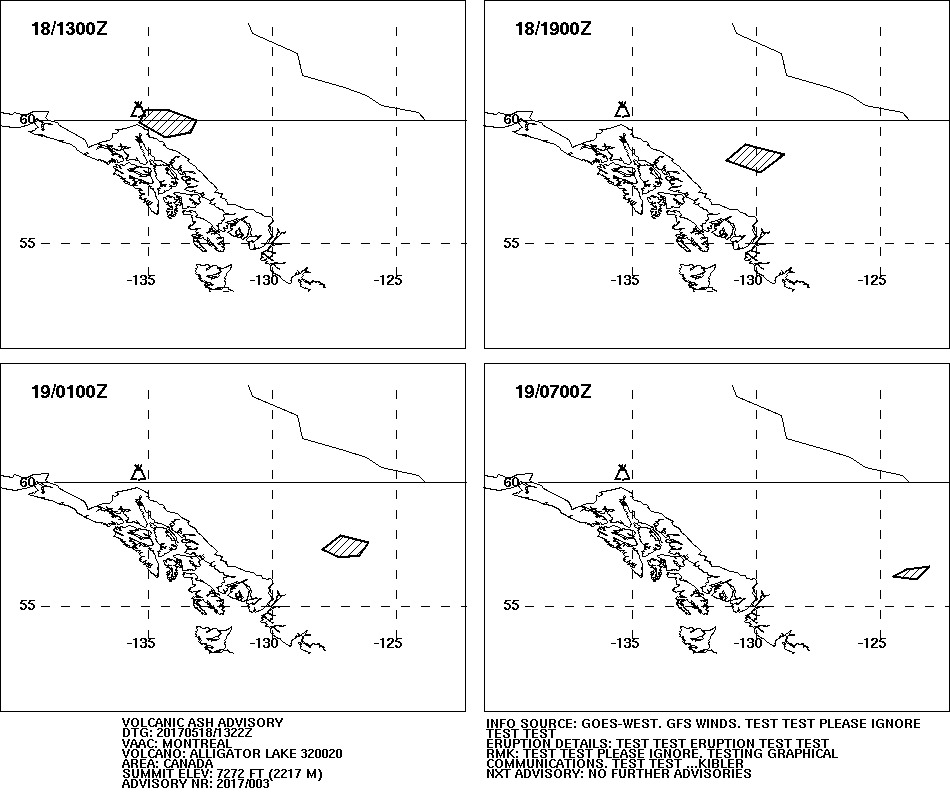 18/1300Z
60
55
-135
-130
-125
18/1900Z
60
55
-135
-130
-125
19/0100Z
60
55
-135
-130
-125
19/0700Z
60
55
-135
-130
-125
VOLCANIC ASH ADVISORY
DTG: 20170518/1322Z
VAAC: MONTREAL
VOLCANO: ALLIGATOR LAKE 320020
AREA: CANADA
SUMMIT ELEV: 7272 FT (2217 M)
ADVISORY NR: 2017/003
INFO SOURCE: GOES-WEST. GFS WINDS. TEST TEST PLEASE IGNORE
TEST TEST
ERUPTION DETAILS: TEST TEST ERUPTION TEST TEST
RMK: TEST TEST PLEASE IGNORE. TESTING GRAPHICAL
COMMUNICATIONS. TEST TEST ...KIBLER
NXT ADVISORY: NO FURTHER ADVISORIES